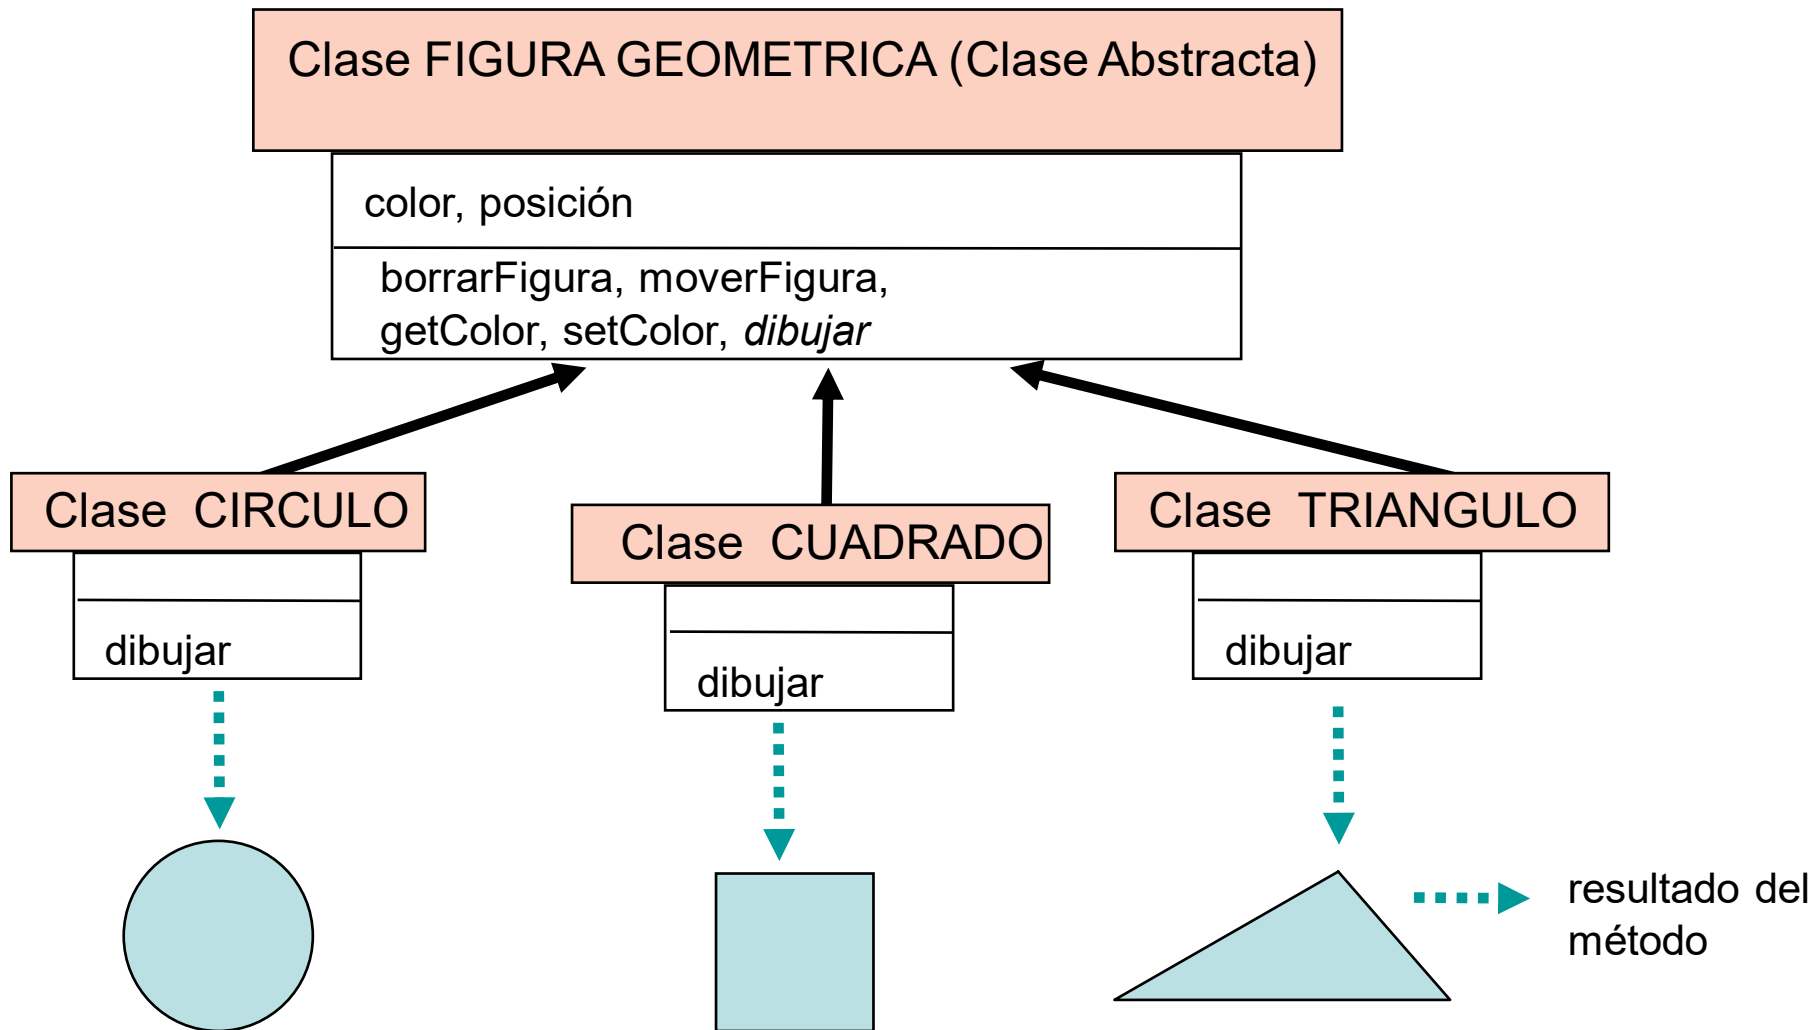 Clase FIGURA GEOMETRICA (Clase Abstracta)
color, posición
borrarFigura, moverFigura,
getColor, setColor, dibujar
Clase CIRCULO
dibujar
Clase CUADRADO
dibujar
Clase TRIANGULO
dibujar
resultado del
método